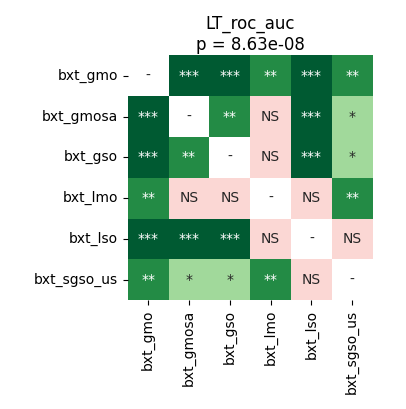 LT_roc_auc
p = 8.63e-08
bxt_gmo - *** *** ** *** **
bxt_gmosa *** - ** NS *** *
bxt_gso *** ** - NS *** *
bxt_lmo ** NS NS - NS **
bxt_lso *** *** *** NS - NS
bxt_sgso_us ** * * ** NS -
bxt_gmo
bxt_gmosa
bxt_gso
bxt_lmo
bxt_lso
bxt_sgso_us